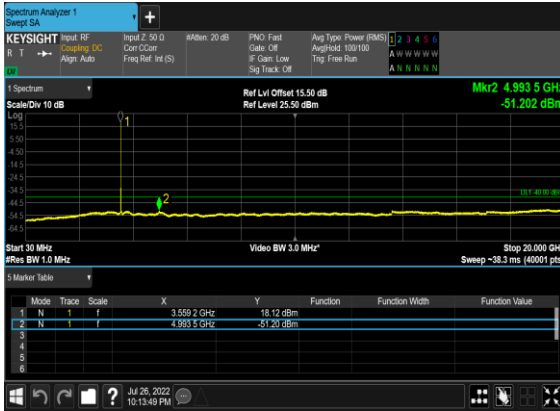 Spectrum Analyzer 1
Swept SA
+
KEYSIGHT Input: RF Input Z: 50 Ω #Atten: 20 dB PNO: Fast Avg Type: Power (RMS) 1 2 3 4 5 6
R T Coupling: DC Corr CCorr Gate: Off Avg|Hold: 100/100 A W W W W W
Align: Auto Freq Ref: Int (S) IF Gain: Low Trig: Free Run
Sig Track: Off A N N N N N
1 Spectrum Ref Lvl Offset 15.50 dB Mkr2 4.993 5 GHz
Scale/Div 10 dB Ref Level 25.50 dBm -51.202 dBm
Log
15.5 1
5.50
-4.50
-14.5
-24.5
-34.5 DL1 -40.00 dBm
-44.5 2
-54.5
-64.5
Start 30 MHz Video BW 3.0 MHz* Stop 20.000 GH
#Res BW 1.0 MHz Sweep ~38.3 ms (40001 pts
5 Marker Table
Mode Trace Scale X Y Function Function Width Function Value
1 N 1 f 3.559 2 GHz 18.12 dBm
2 N 1 f 4.993 5 GHz -51.20 dBm
3
4
5
6
? Jul 26, 2022
10:13:49 PM